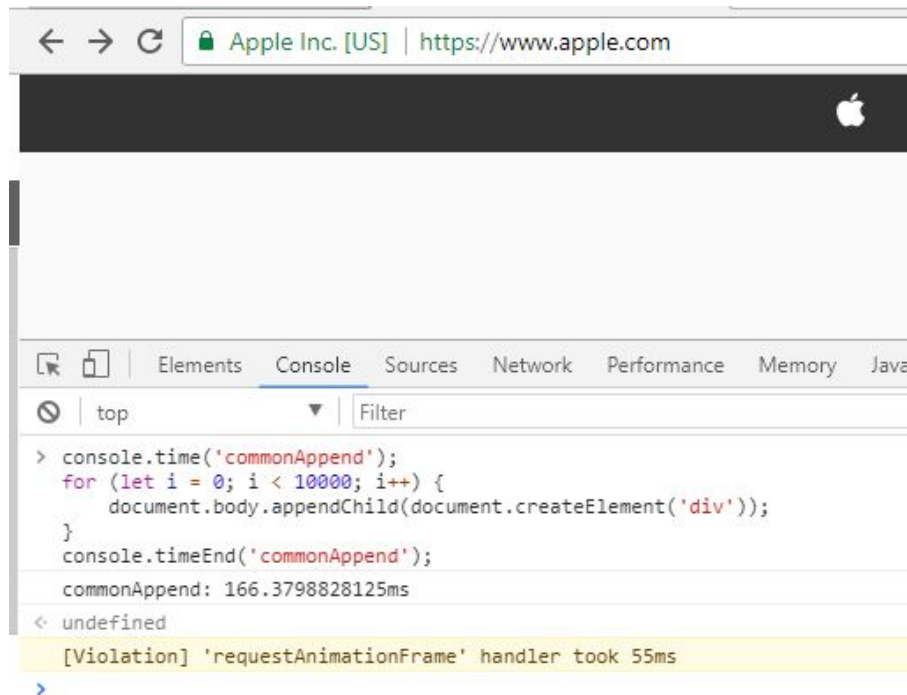 Apple Inc. [US] | https://www.apple.com
Elements Console Sources Network Performance Memory Java
top ▼ Filter
> console.time('commonAppend');
for (let i = 0; i < 10000; i++) {
    document.body.appendChild(document.createElement('div'));
}
console.timeEnd('commonAppend');
commonAppend: 166.3798828125ms
undefined
[Violation] 'requestAnimationFrame' handler took 55ms
>